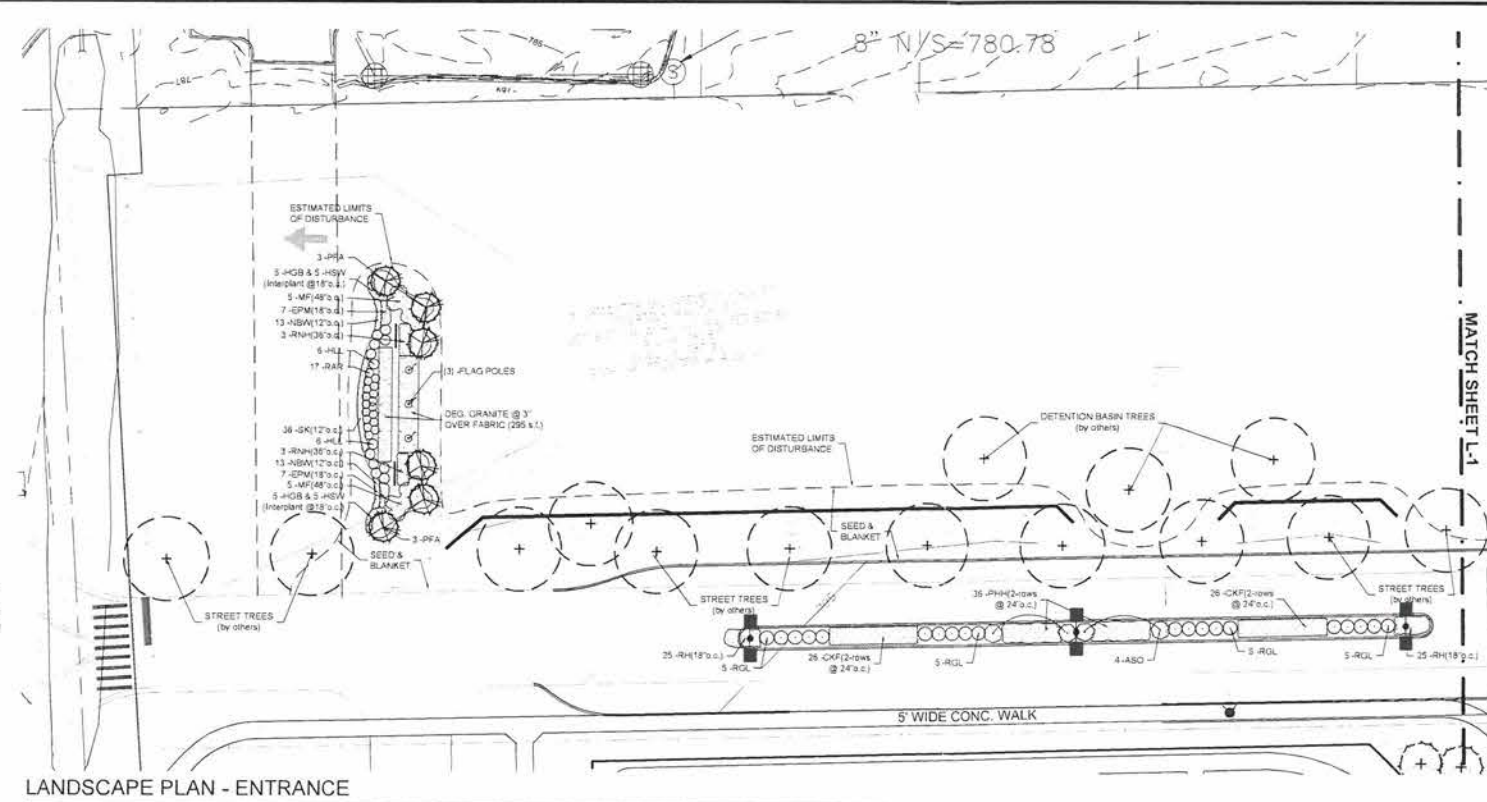 8" N/S=780.78
785
787
S
MATCH SHEET L-1
ESTIMATED LIMITS
OF DISTURBANCE
3 -PFA
5 -HGB & 5 -HSW
(Interplant @18"o.c.)
5 -MF(48"o.c.)
7 -EPM(18"o.c.)
13 -NBW(12"o.c.)
3 -RNH(36"o.c.)
6 -HLL
17 -RAR
(3) -FLAG POLES
DEG. GRANITE @ 3"
OVER FABRIC (295 s.f.)
36 -SK(12"o.c.)
6 -HLL
3 -RNH(36"o.c.)
13 -NBW(12"o.c.)
7 -EPM(18"o.c.)
5 -MF(48"o.c.)
5 -HGB & 5 -HSW
(Interplant @18"o.c.)
3 -PFA
SEED &
BLANKET
STREET TREES
(by others)
ESTIMATED LIMITS
OF DISTURBANCE
DETENTION BASIN TREES
(by others)
SEED &
BLANKET
STREET TREES
(by others)
36 -PHH(2-rows
@ 24"o.c.)
26 -CKF(2-rows
@ 24"o.c.)
STREET TREES
(by others)
25 -RH(18"o.c.)
5 -RGL
26 -CKF(2-rows
@ 24"o.c.)
5 -RGL
4 -ASO
5 -RGL
5 -RGL
25 -RH(18"o.c.)
5' WIDE CONC. WALK
LANDSCAPE PLAN - ENTRANCE